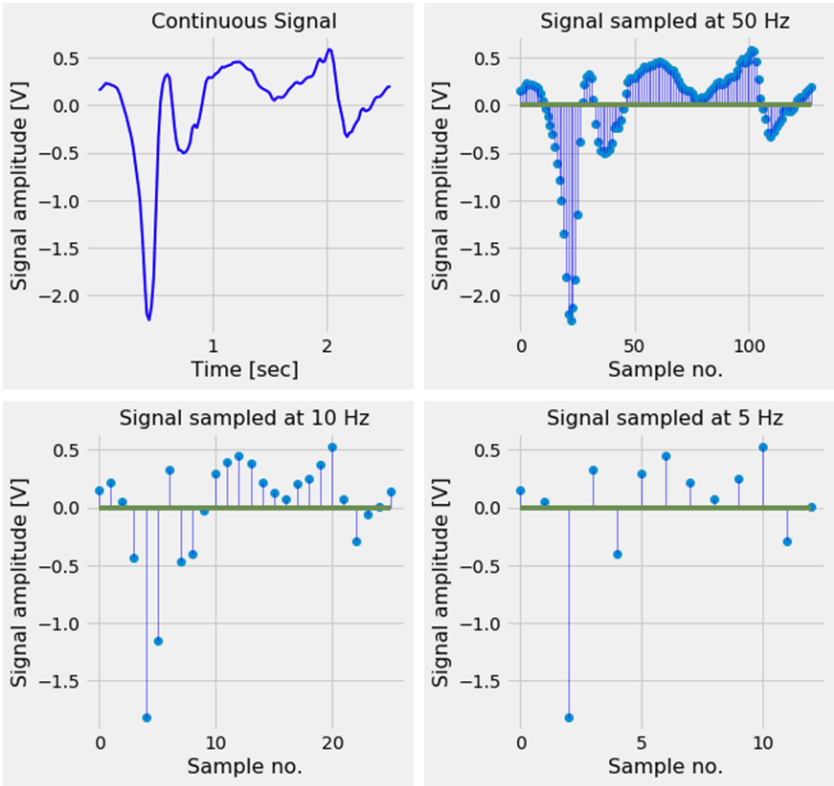 Continuous Signal
Signal amplitude [V]
0.5
0.0
−0.5
−1.0
−1.5
−2.0
1
2
Time [sec]
Signal sampled at 50 Hz
Signal amplitude [V]
0.5
0.0
−0.5
−1.0
−1.5
−2.0
0
50
100
Sample no.
Signal sampled at 10 Hz
Signal amplitude [V]
0.5
0.0
−0.5
−1.0
−1.5
0
10
20
Sample no.
Signal sampled at 5 Hz
Signal amplitude [V]
0.5
0.0
−0.5
−1.0
−1.5
0
5
10
Sample no.